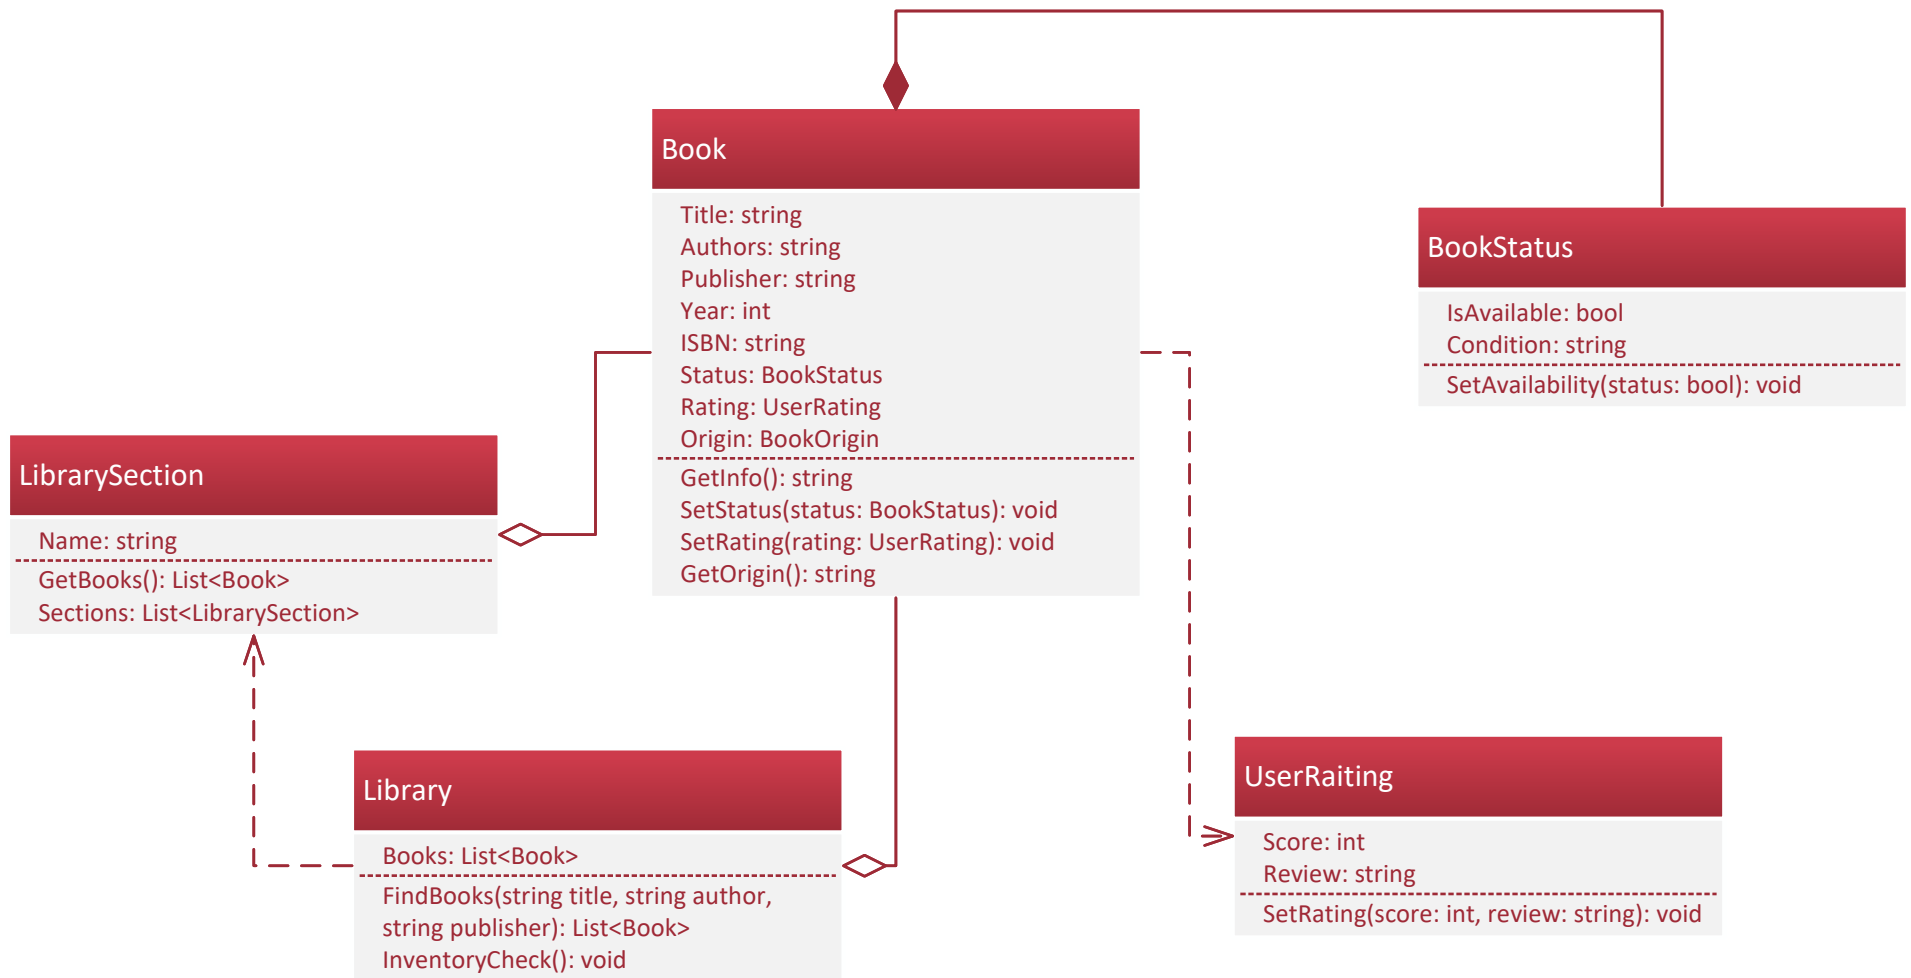 Book
Title: string
Authors: string
Publisher: string
Year: int
ISBN: string
Status: BookStatus
Rating: UserRating
Origin: BookOrigin
GetInfo(): string
SetStatus(status: BookStatus): void
SetRating(rating: UserRating): void
GetOrigin(): string
BookStatus
IsAvailable: bool
Condition: string
SetAvailability(status: bool): void
LibrarySection
Name: string
GetBooks(): List<Book>
Sections: List<LibrarySection>
Library
Books: List<Book>
FindBooks(string title, string author,
string publisher): List<Book>
InventoryCheck(): void
UserRaiting
Score: int
Review: string
SetRating(score: int, review: string): void